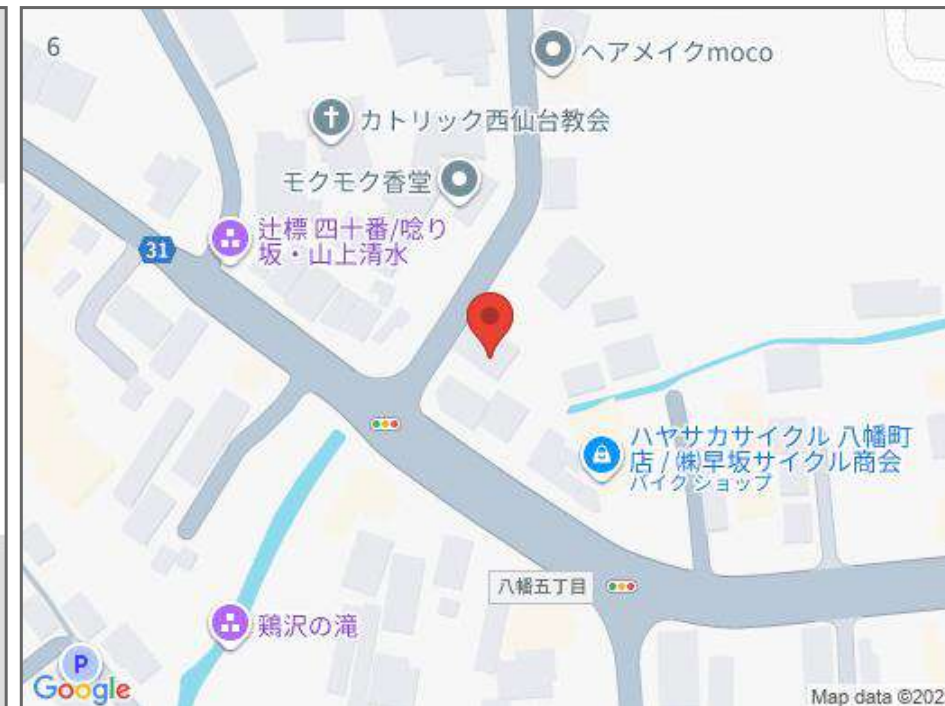 6
ヘアメイクmoco
カトリック西仙台教会
モクモク香堂
辻標 四十番/唸り
坂・山上清水
31
ハヤサカサイクル 八幡町
店 / ㈱早坂サイクル商会
バイクショップ
八幡五丁目
鶏沢の滝
P
Google
Map data ©202